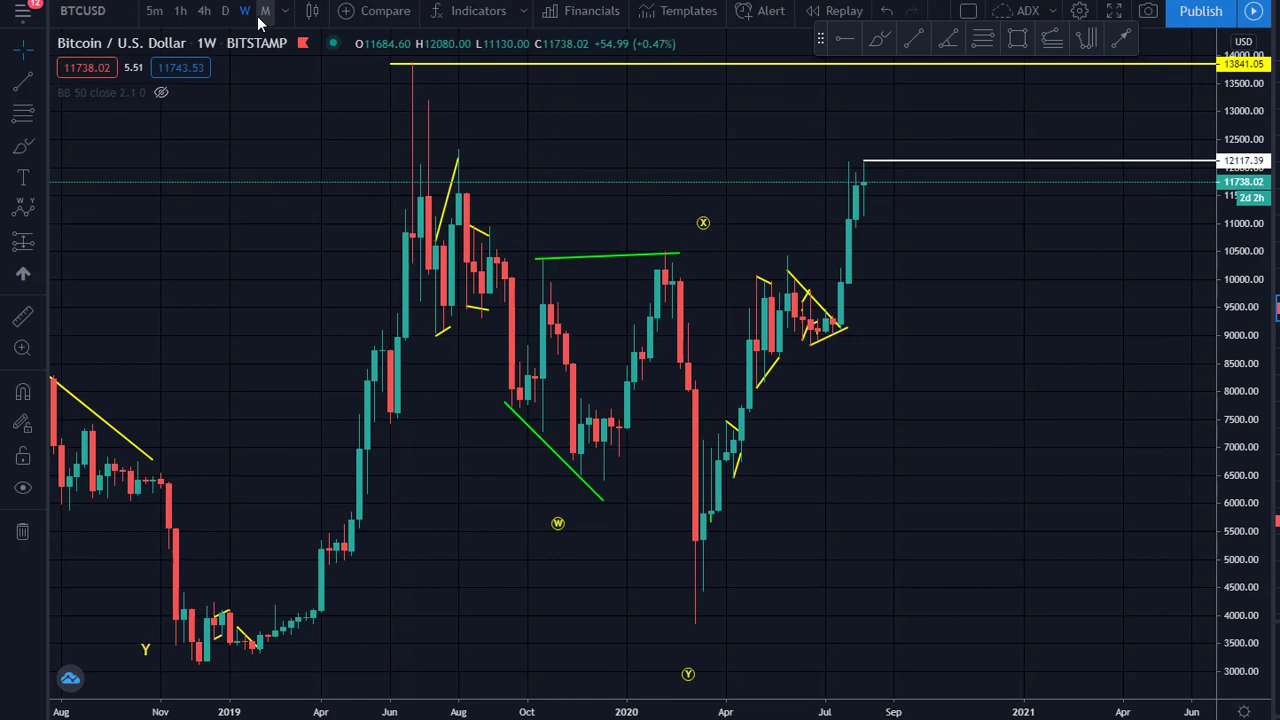 12
BTCUSD 5m 1h 4h D W M Compare Indicators Financials Templates Alert Replay ADX Publish
Bitcoin / U.S. Dollar 1W BITSTAMP O11684.60 H12080.00 L11130.00 C11738.02 +54.99 (+0.47%)
11738.02 5.51 11743.53
BB 50 close 2.1 0
USD
14000.00
13841.05
13500.00
13000.00
12500.00
12117.39
11738.02
2d 2h
11000.00
10500.00
10000.00
9500.00
9000.00
8500.00
8000.00
7500.00
7000.00
6500.00
6000.00
5500.00
5000.00
4500.00
4000.00
3500.00
3000.00
X
W
Y
Y
Aug Nov 2019 Apr Jun Aug Oct 2020 Apr Jul Sep 2021 Apr Jun